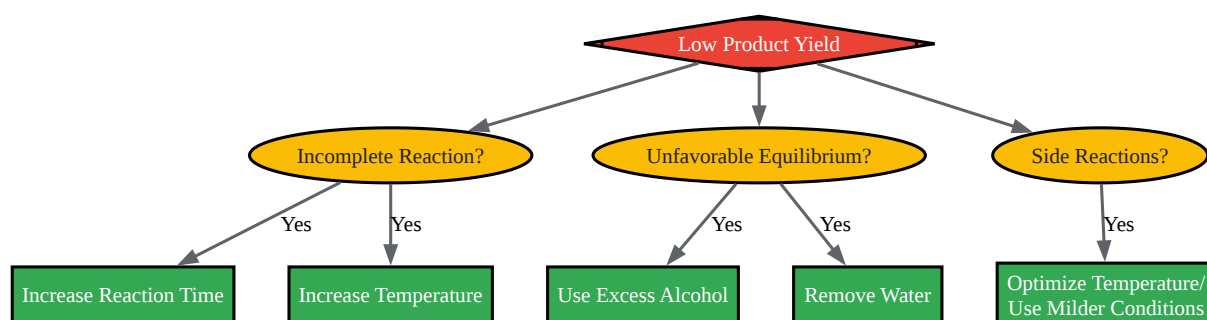 Low Product Yield
Incomplete Reaction?
Unfavorable Equilibrium?
Side Reactions?
Yes
Yes
Yes
Yes
Yes
Increase Reaction Time
Increase Temperature
Use Excess Alcohol
Remove Water
Optimize Temperature/
Use Milder Conditions